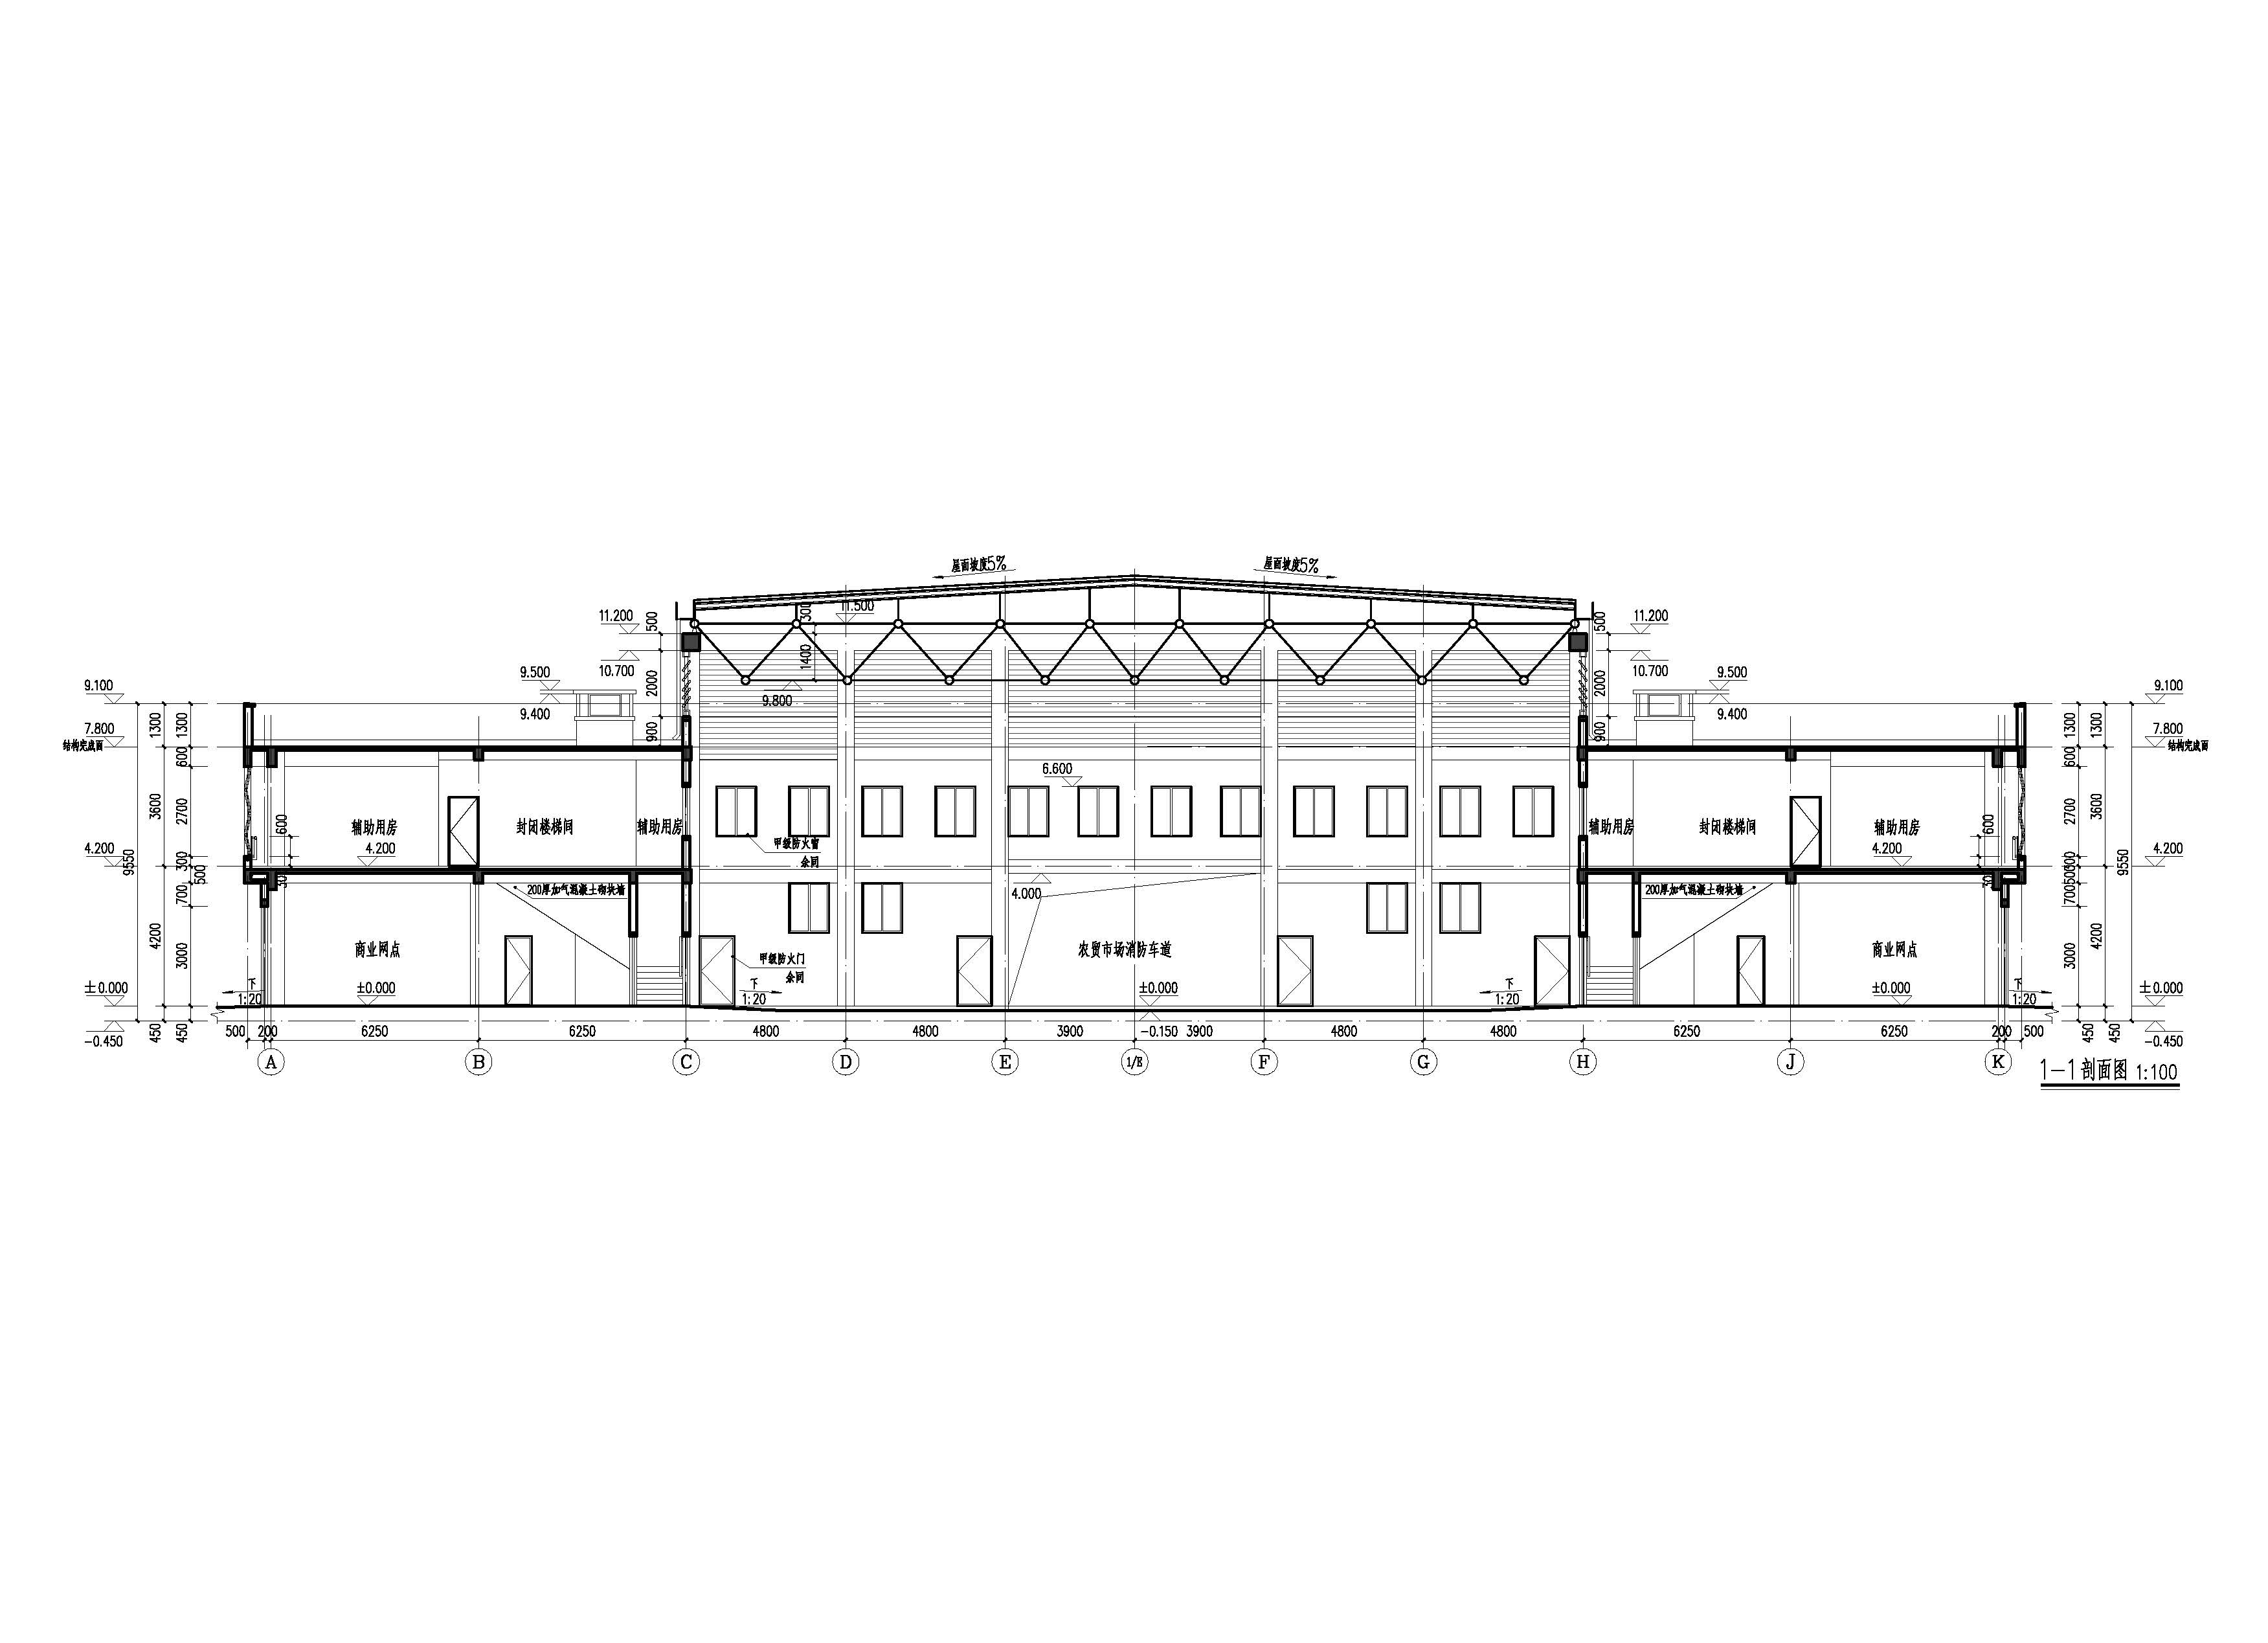 屋面坡度5%
屋面坡度5%
11.200
500
300
11.500
500
11.200
10.700
2000
1400
9.800
2000
10.700
9.500
9.400
9.500
9.400
9.100
1300
1300
900
900
1300
1300
9.100
7.800
结构完成面
600
6.600
600
7.800
结构完成面
3600
2700
600
辅助用房
封闭楼梯间
辅助用房
甲级防火窗
余同
辅助用房
封闭楼梯间
辅助用房
600
2700
3600
4.200
9550
300
500
4.200
4.200
4.200
9550
700
200厚加气混凝土砌块墙
4.000
200厚加气混凝土砌块墙
700
4200
3000
商业网点
甲级防火门
余同
农贸市场消防车道
商业网点
3000
4200
±0.000
下
1:20
±0.000
下
1:20
±0.000
下
1:20
±0.000
下
1:20
±0.000
-0.450
450
450
500
200
6250
6250
4800
4800
3900
-0.150
3900
4800
4800
6250
6250
200
500
450
450
-0.450
A
B
C
D
E
1/E
F
G
H
J
K
1-1剖面图 1:100